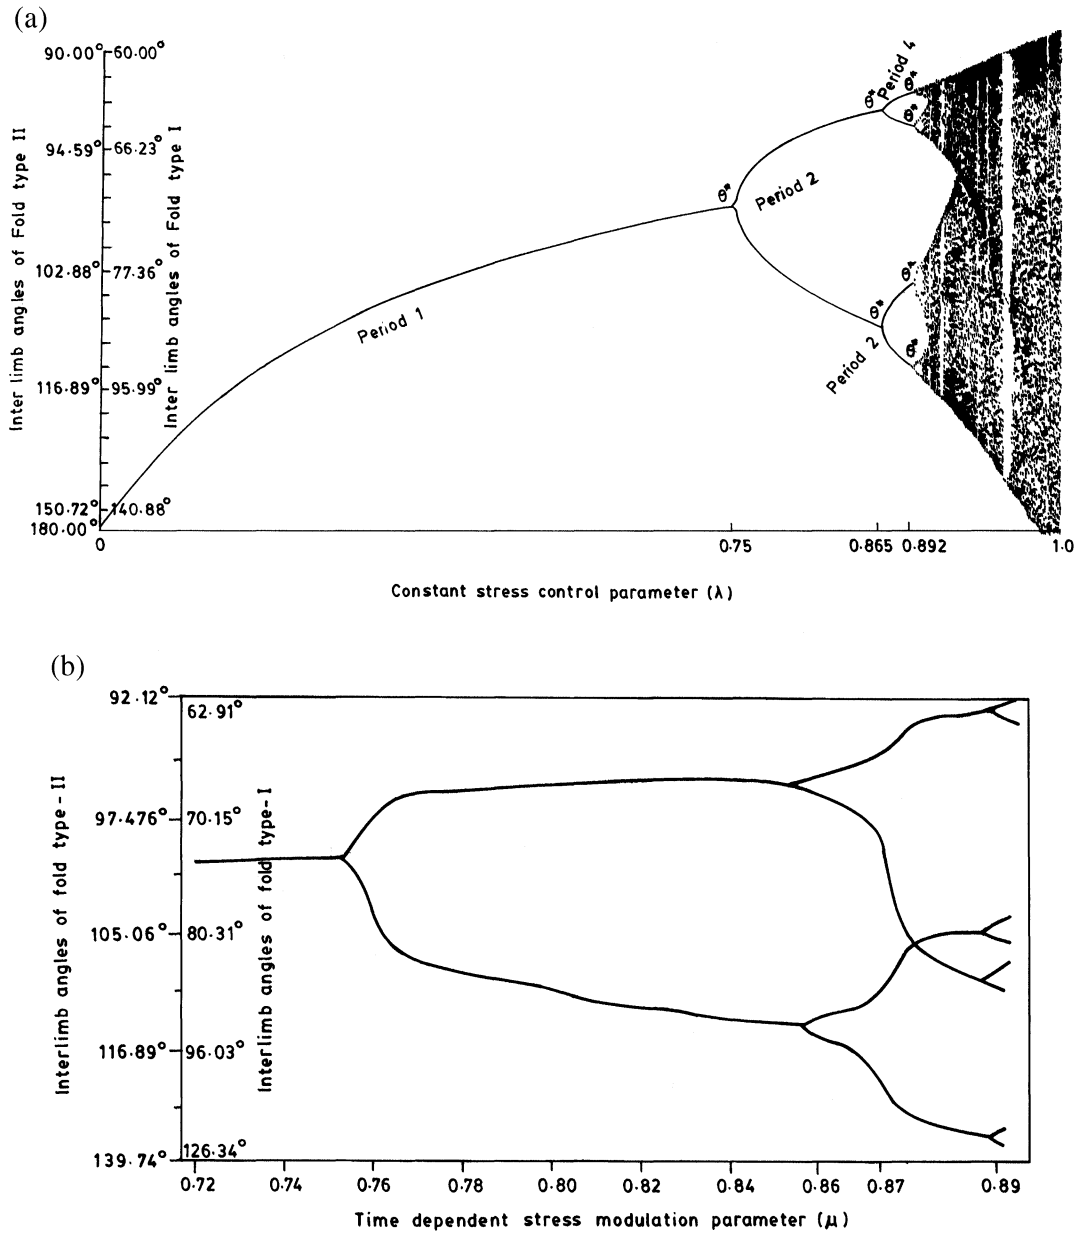 (a)
90.00° 60.00°
94.59° 66.23°
102.88° 77.36°
116.89° 95.99°
150.72° 140.88°
180.00°
Inter limb angles of Fold type II
Inter limb angles of Fold type I
Period 1
θ*
Period 2
θ*
Period 4
θ*
θ*
θ*
θ*
θ*
Period 2
0 0.75 0.865 0.892 1.0
Constant stress control parameter (λ)
(b)
92.12° 62.91°
97.476° 70.15°
105.06° 80.31°
116.89° 96.03°
139.74° 126.34°
Interlimb angles of fold type-II
Interlimb angles of fold type-I
0.72 0.74 0.76 0.78 0.80 0.82 0.84 0.86 0.87 0.89
Time dependent stress modulation parameter (μ)